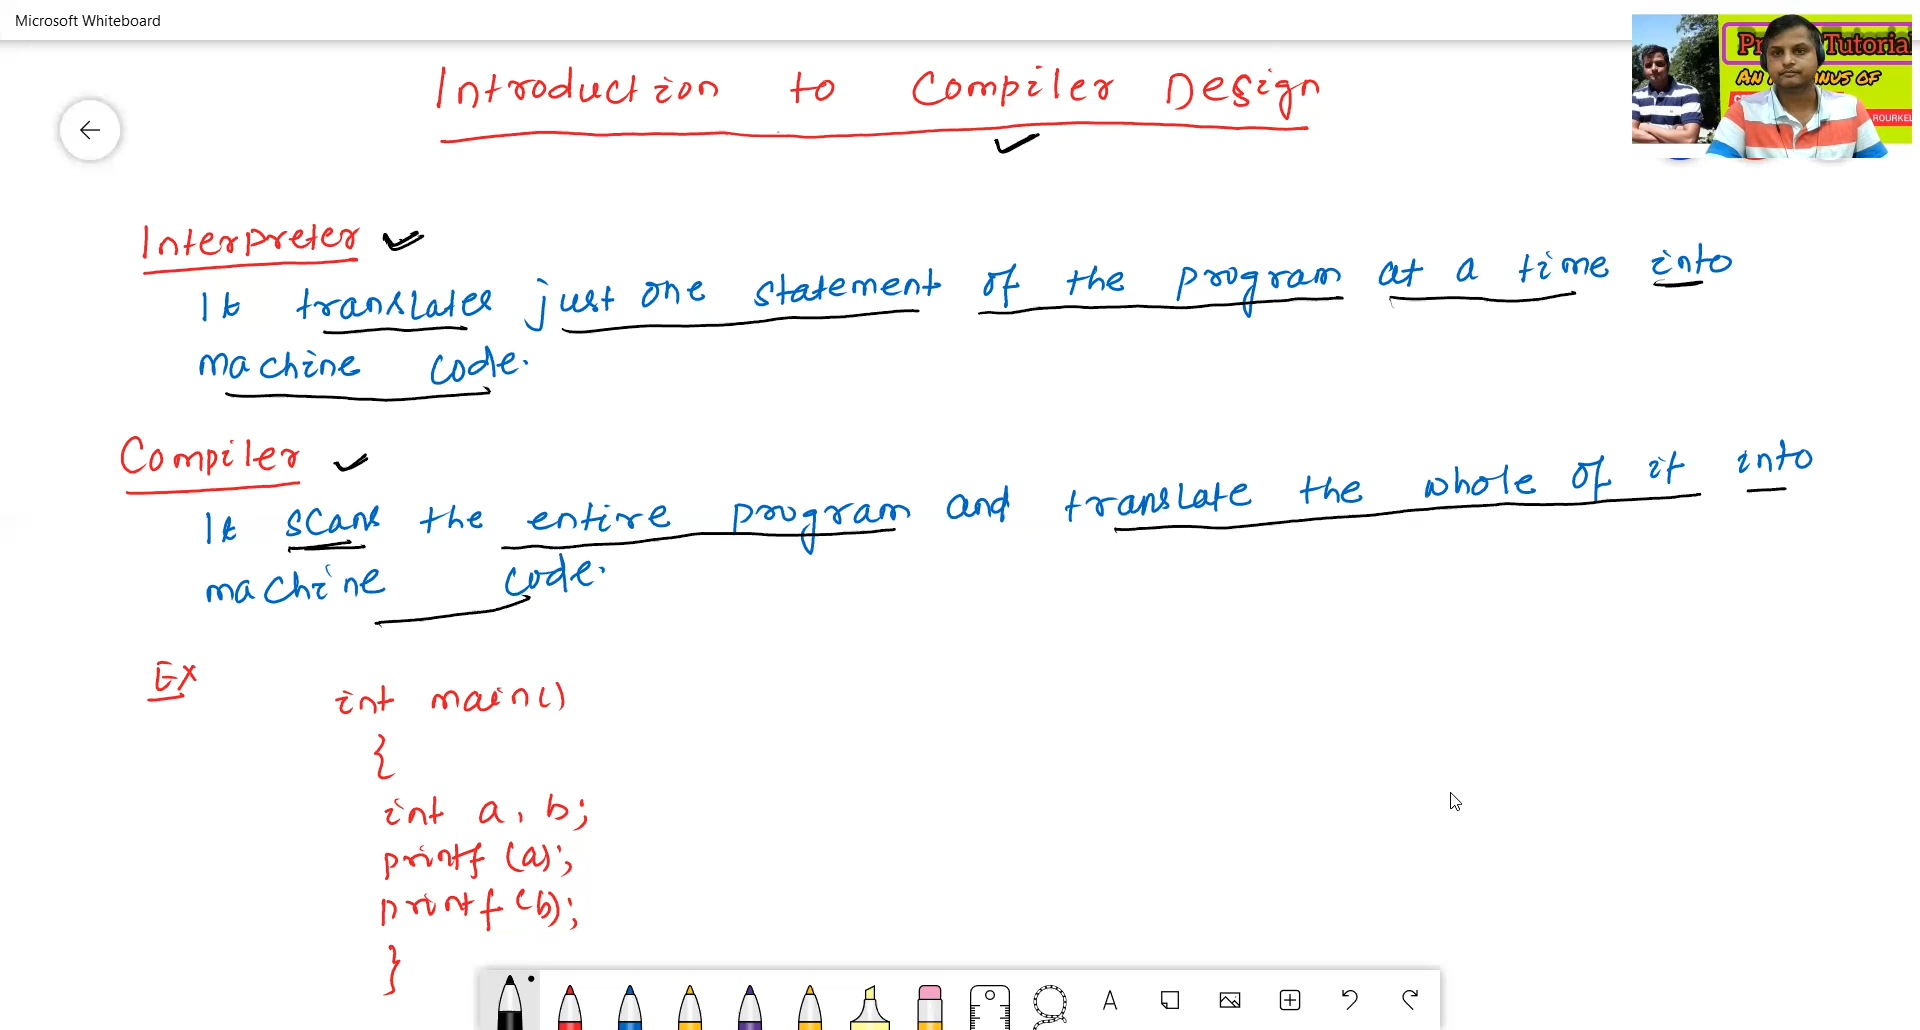 Microsoft Whiteboard
Tutorial
ROURKEL
Introduction to Compiler Design
Interpreter
It translates just one statement of the program at a time into
machine code.
Compiler
It scans the entire program and translate the whole of it into
machine code.
Ex
int main()
{
int a, b;
printf (a);
printf (b);
}